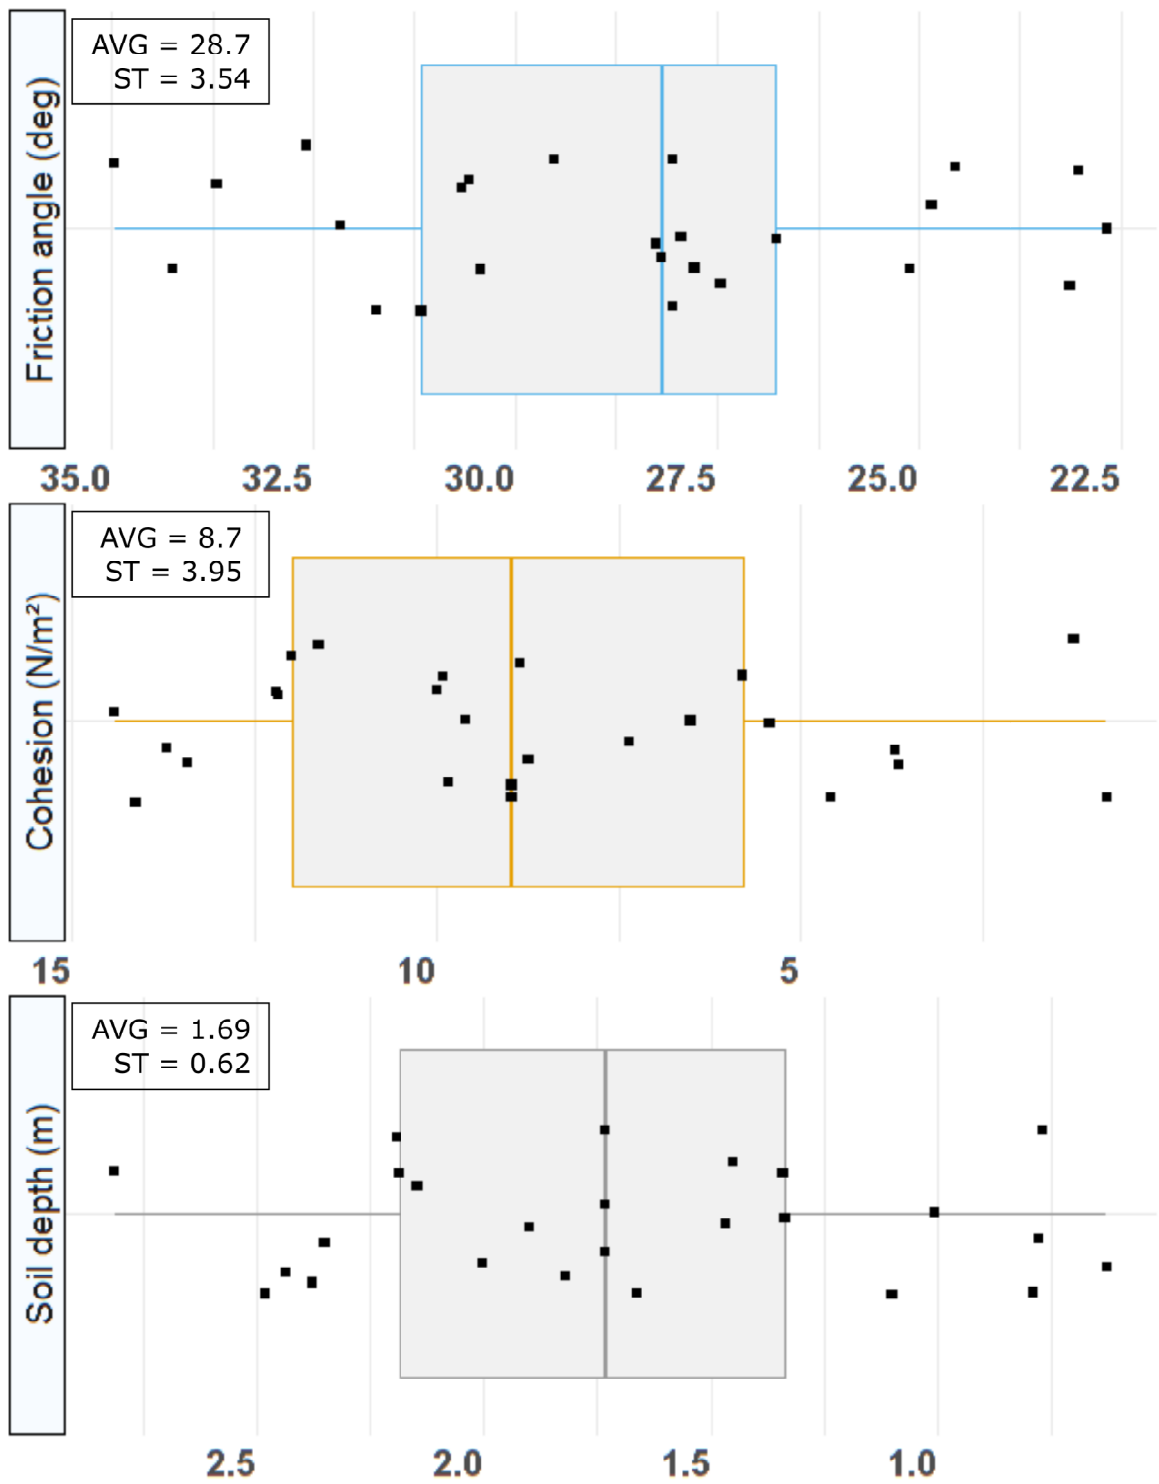 Friction angle (deg)
AVG = 28.7
ST = 3.54
35.0 32.5 30.0 27.5 25.0 22.5
Cohesion (N/m²)
AVG = 8.7
ST = 3.95
15 10 5
Soil depth (m)
AVG = 1.69
ST = 0.62
2.5 2.0 1.5 1.0